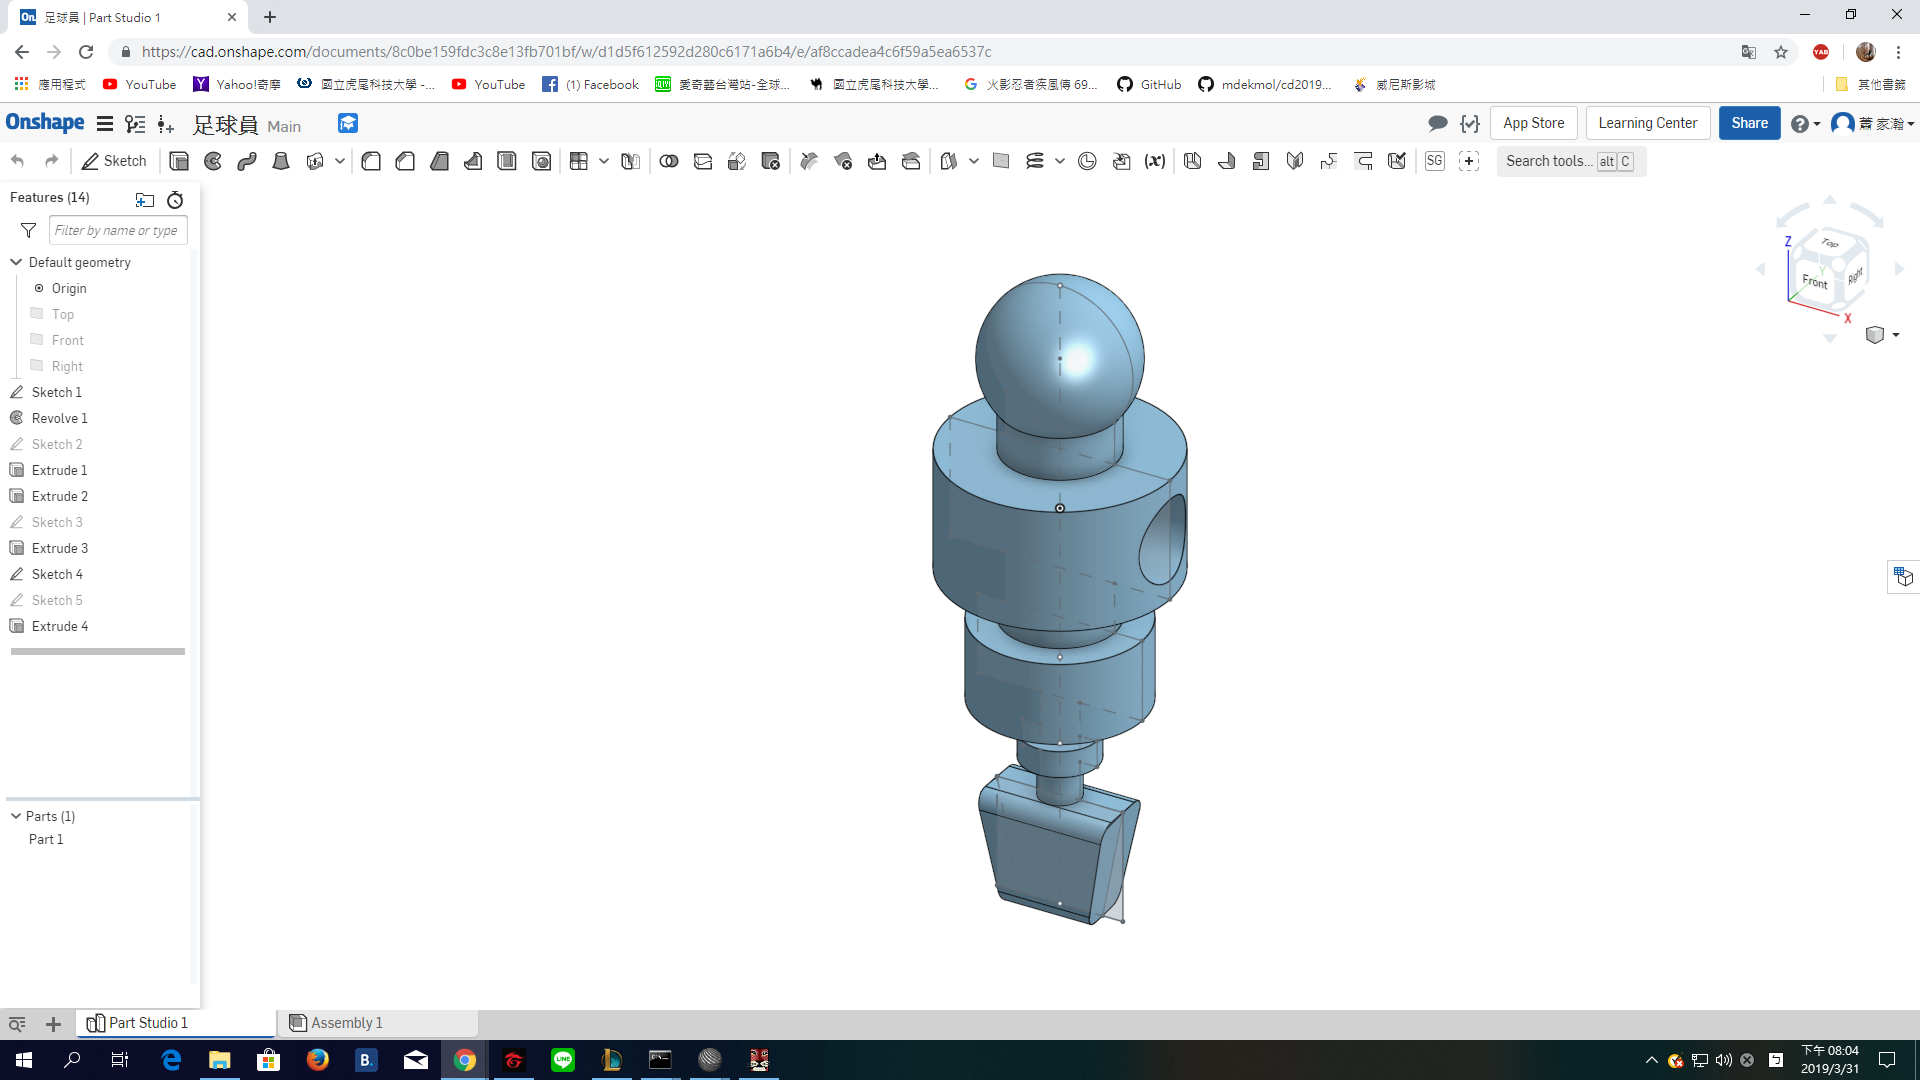 On. 足球員 | Part Studio 1
https://cad.onshape.com/documents/8c0be159fdc3c8e13fb701bf/w/d1d5f612592d280c6171a6b4/e/af8ccadea4c6f59a5ea6537c
應用程式 YouTube Yahoo!奇摩 國立虎尾科技大學 -... YouTube (1) Facebook 愛奇藝台灣站-全球... 國立虎尾科技大學... 火影忍者疾風傳 69... GitHub mdekmol/cd2019... 威尼斯影城 其他書籤
Onshape 足球員 Main App Store Learning Center Share 蕭 家瀚
Sketch (x) SG Search tools... alt C
Features (14)
Filter by name or type
Default geometry
Origin
Top
Front
Right
Sketch 1
Revolve 1
Sketch 2
Extrude 1
Extrude 2
Sketch 3
Extrude 3
Sketch 4
Sketch 5
Extrude 4
Parts (1)
Part 1
Z
Top
Y
Front
Right
X
Part Studio 1 Assembly 1
B. LINE
下午 08:04
2019/3/31